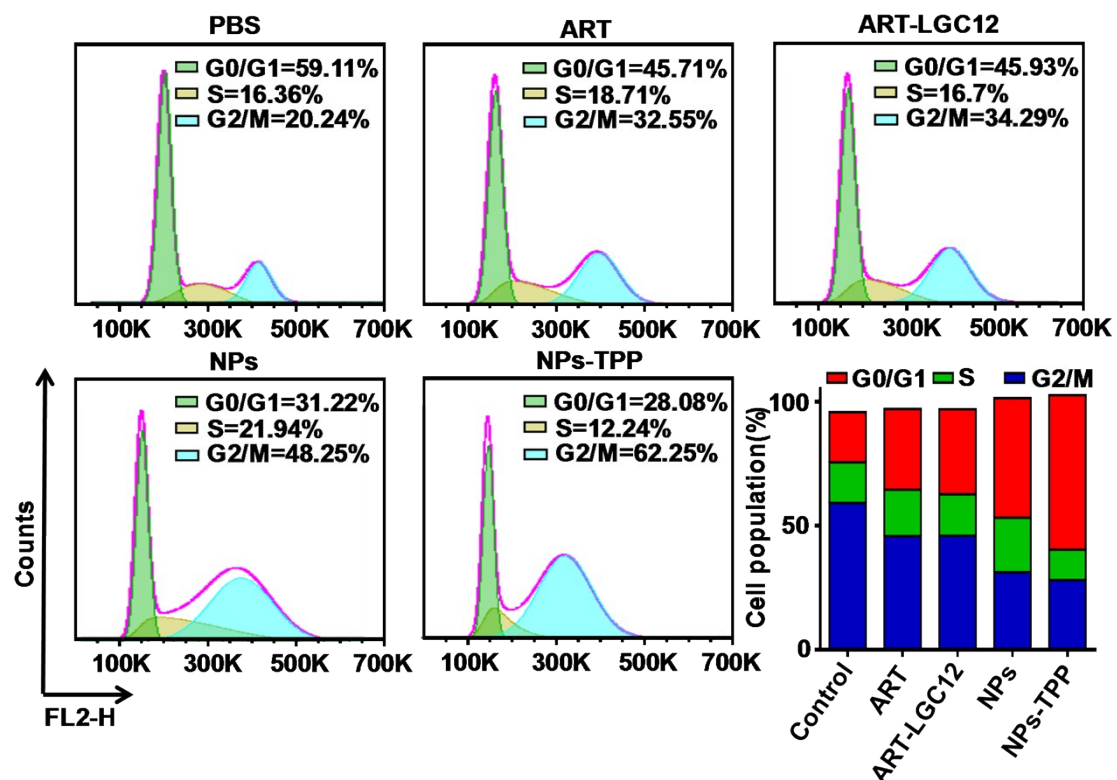 PBS
G0/G1=59.11%
S=16.36%
G2/M=20.24%
100K 300K 500K 700K
ART
G0/G1=45.71%
S=18.71%
G2/M=32.55%
100K 300K 500K 700K
ART-LGC12
G0/G1=45.93%
S=16.7%
G2/M=34.29%
100K 300K 500K 700K
NPs
G0/G1=31.22%
S=21.94%
G2/M=48.25%
100K 300K 500K 700K
Counts
FL2-H
NPs-TPP
G0/G1=28.08%
S=12.24%
G2/M=62.25%
100K 300K 500K 700K
G0/G1 S G2/M
Cell population(%)
100
50
0
Control
ART
ART-LGC12
NPs
NPs-TPP